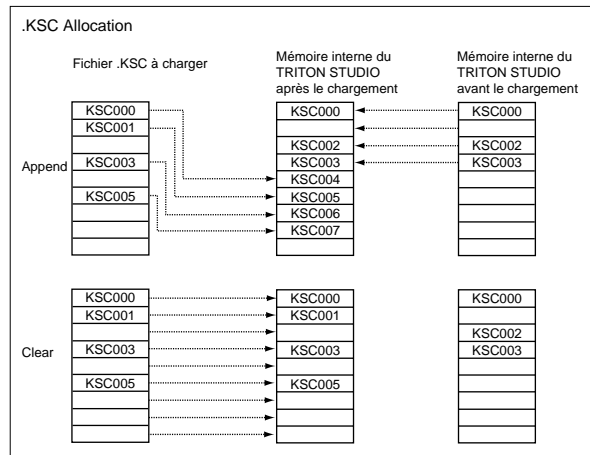 .KSC Allocation
Fichier .KSC à charger
Mémoire interne du
TRITON STUDIO
après le chargement
Mémoire interne du
TRITON STUDIO
avant le chargement
Append
KSC000
KSC001
KSC003
KSC005
KSC000
KSC002
KSC003
KSC004
KSC005
KSC006
KSC007
KSC000
KSC002
KSC003
Clear
KSC000
KSC001
KSC003
KSC005
KSC000
KSC001
KSC003
KSC005
KSC000
KSC002
KSC003